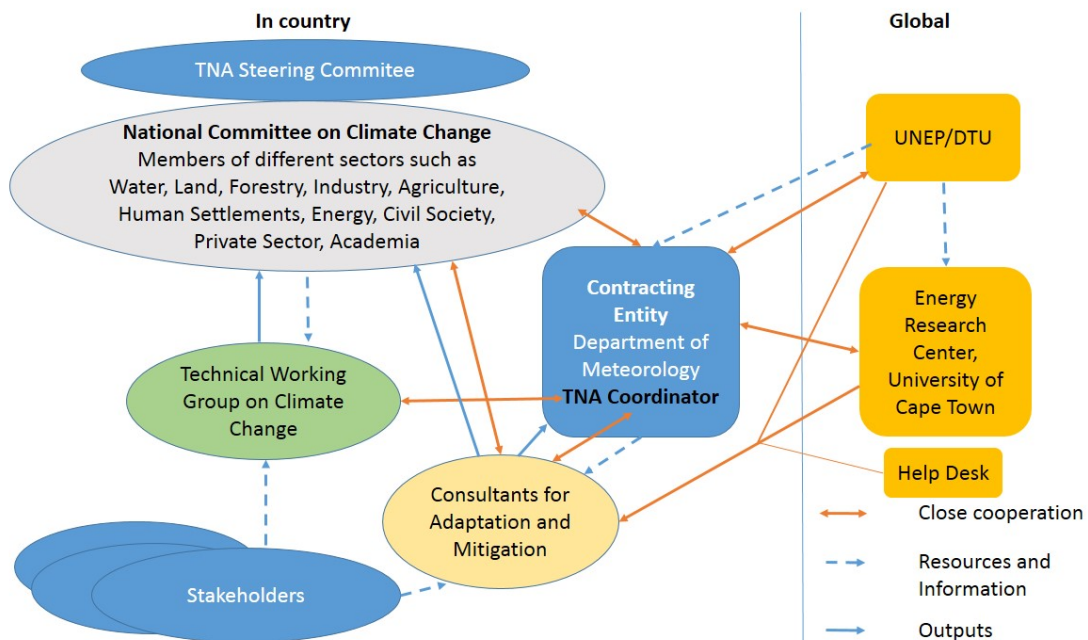 In country
Global
TNA Steering Commitee
National Committee on Climate Change
Members of different sectors such as
Water, Land, Forestry, Industry, Agriculture,
Human Settlements, Energy, Civil Society,
Private Sector, Academia
UNEP/DTU
Contracting
Entity
Department of
Meteorology
TNA Coordinator
Energy
Research
Center,
University of
Cape Town
Technical Working
Group on Climate
Change
Help Desk
Consultants for
Adaptation and
Mitigation
Stakeholders
Close cooperation
Resources and
Information
Outputs